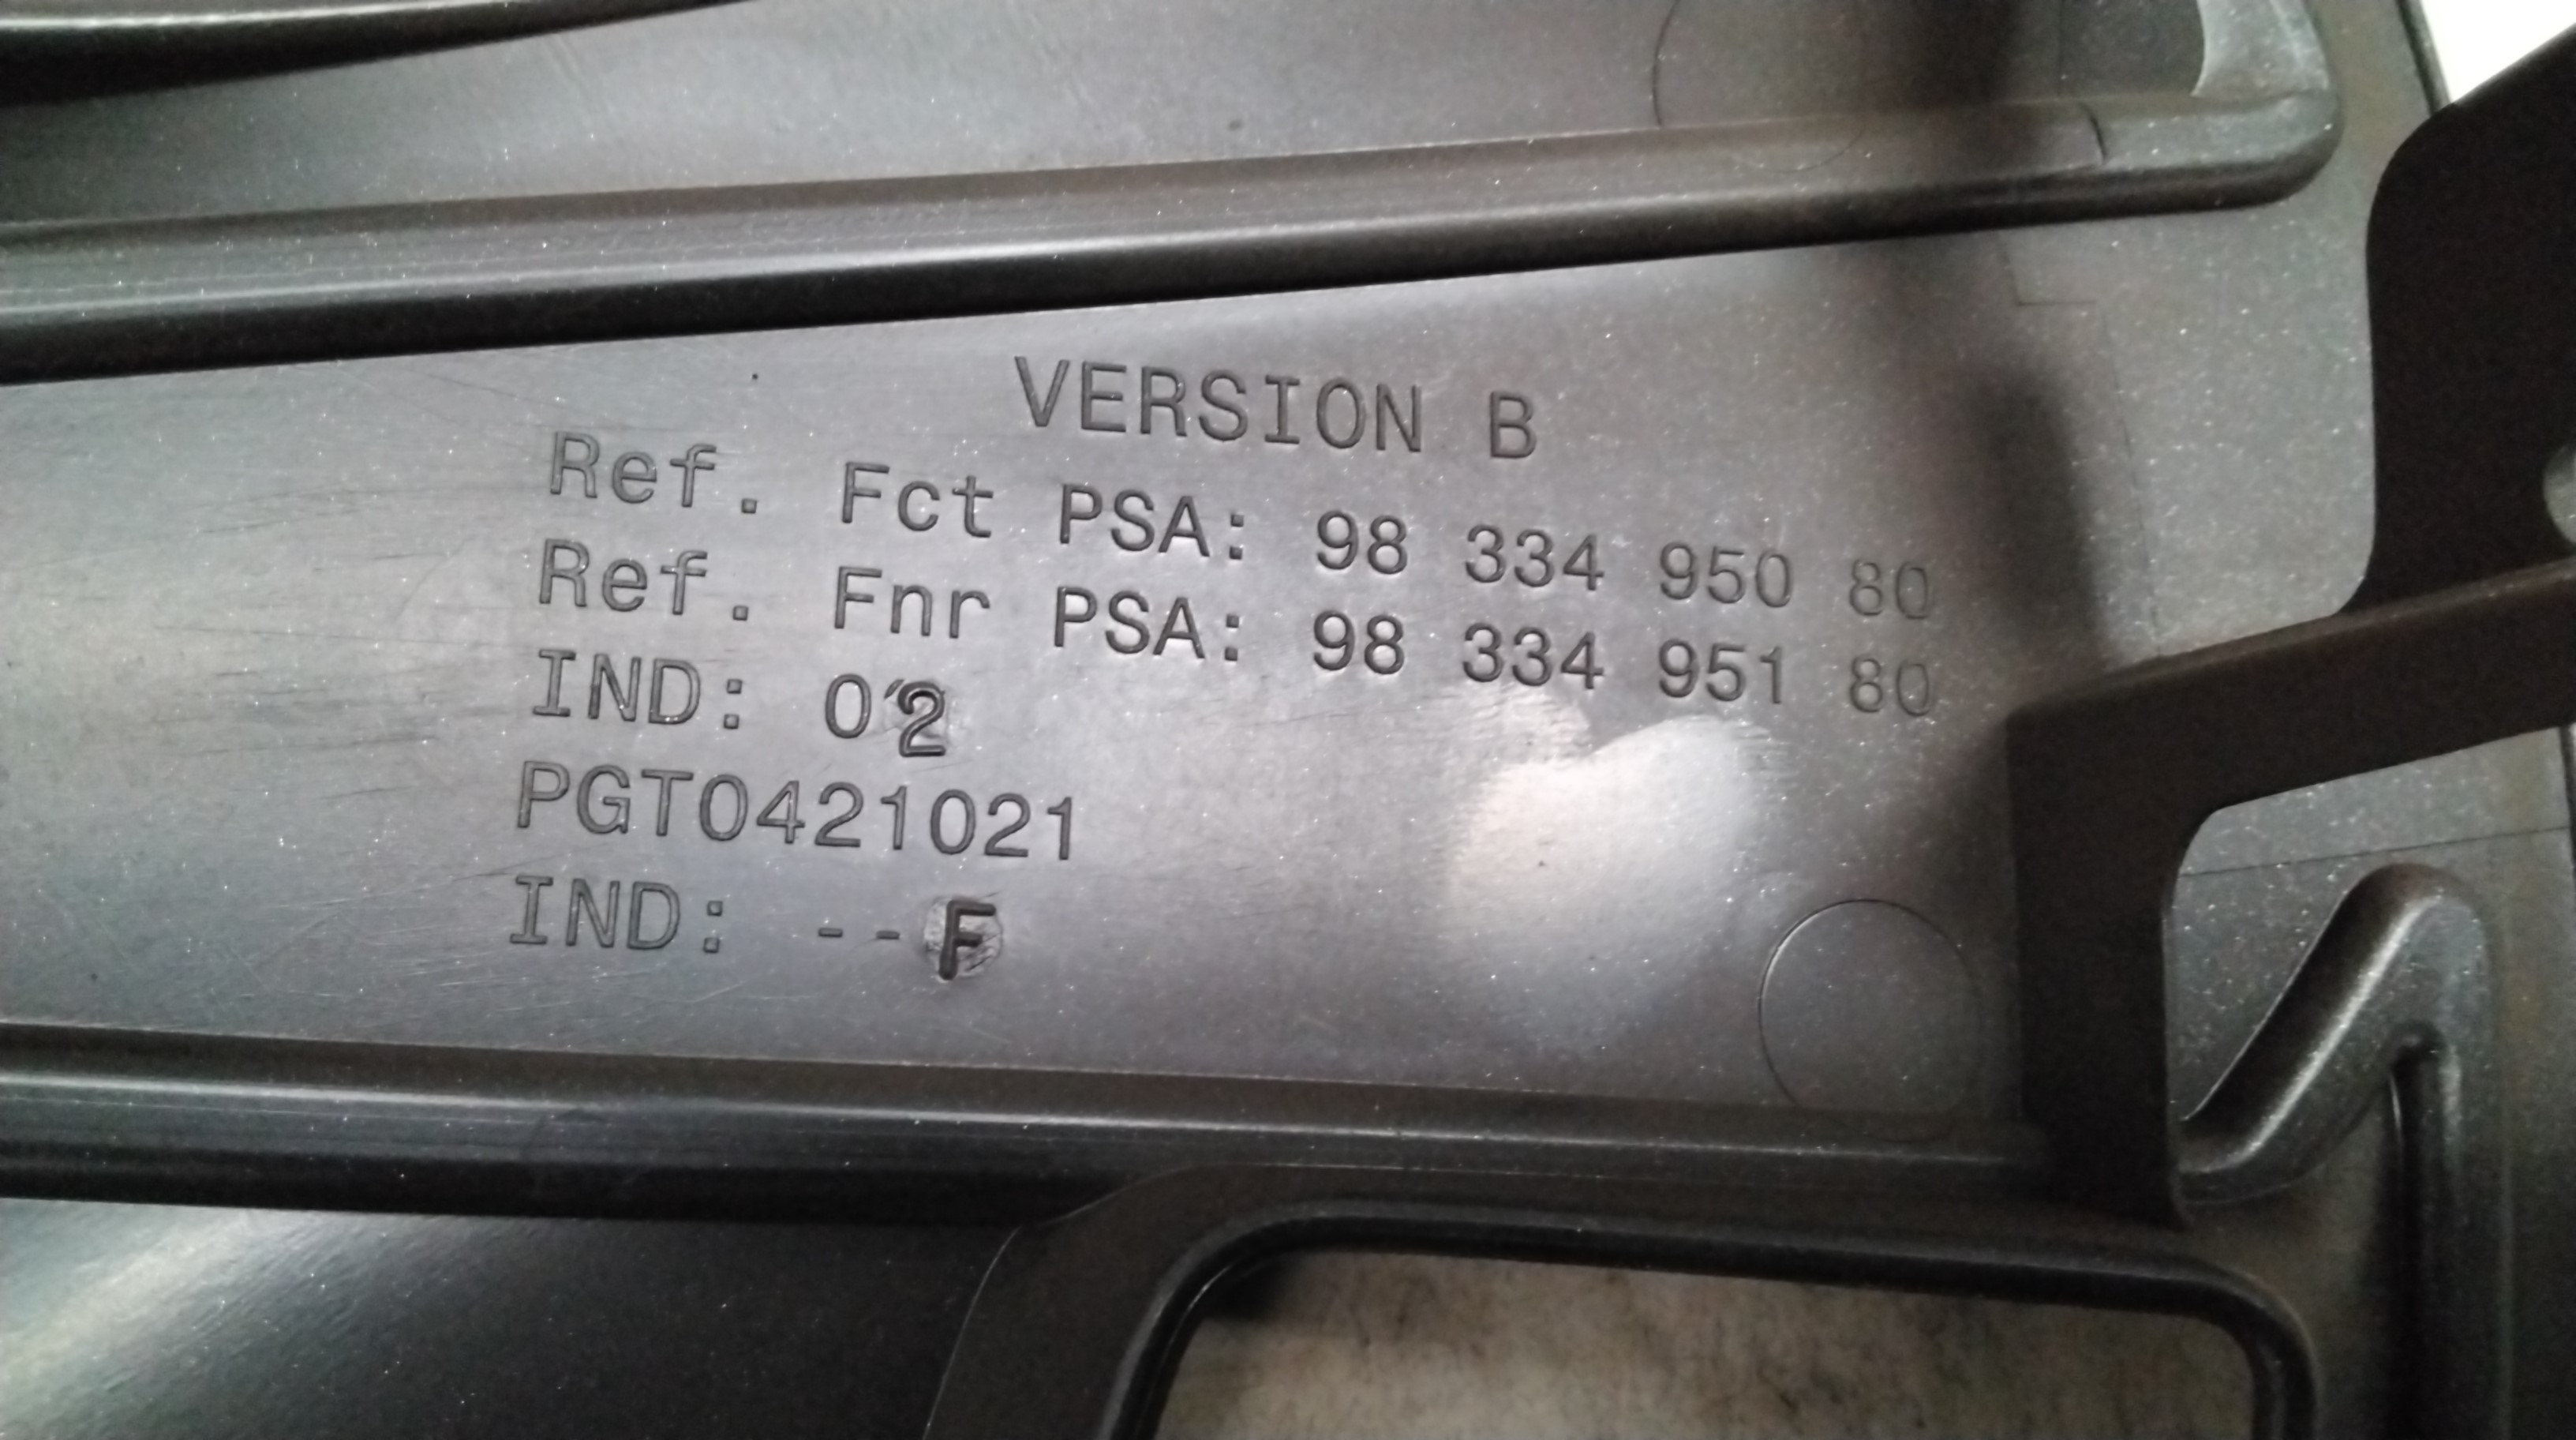 VERSION B
Ref. Fct PSA: 98 334 950 80
Ref. Fnr PSA: 98 334 951 80
IND: 02
PGT0421021
IND: --F